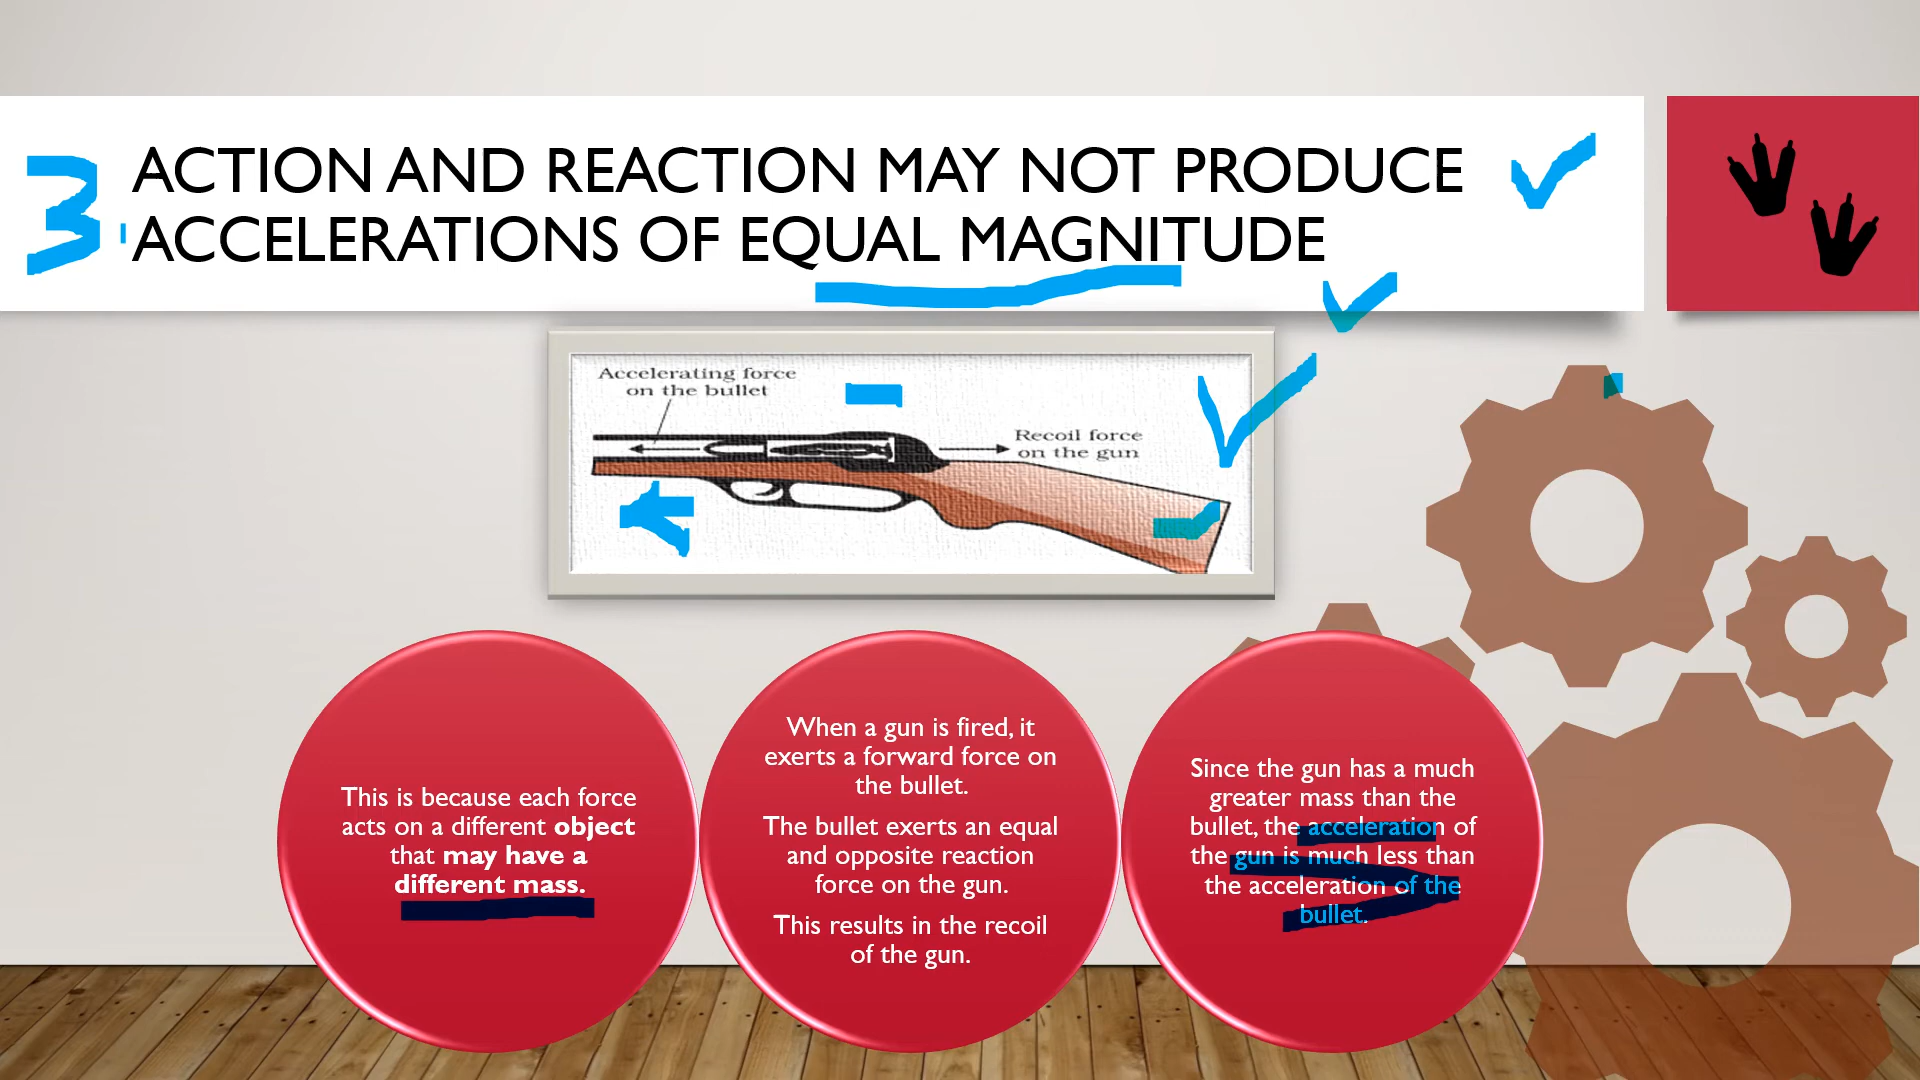 3
ACTION AND REACTION MAY NOT PRODUCE
ACCELERATIONS OF EQUAL MAGNITUDE
Accelerating force
on the bullet
Recoil force
on the gun
This is because each force
acts on a different object
that may have a
different mass.
When a gun is fired, it
exerts a forward force on
the bullet.
The bullet exerts an equal
and opposite reaction
force on the gun.
This results in the recoil
of the gun.
Since the gun has a much
greater mass than the
bullet, the acceleration of
the gun is much less than
the acceleration of the
bullet.